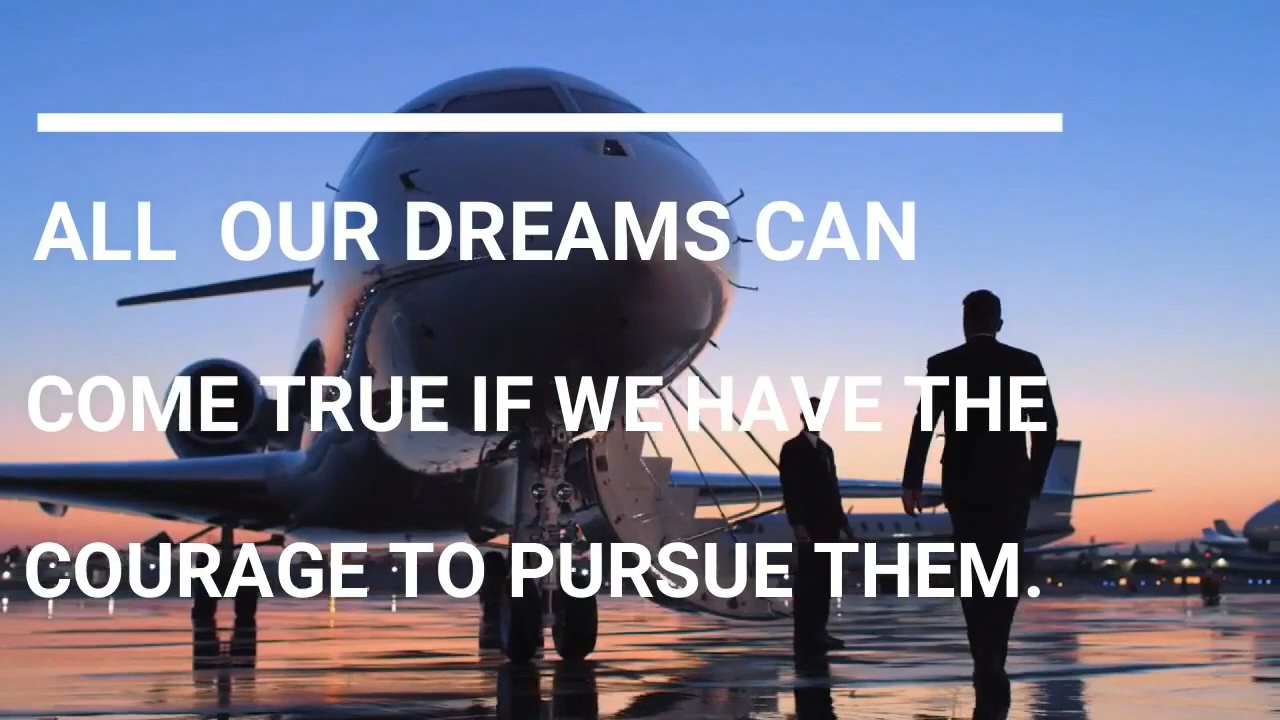 ALL  OUR DREAMS CAN
COME TRUE IF WE HAVE THE
COURAGE TO PURSUE THEM.